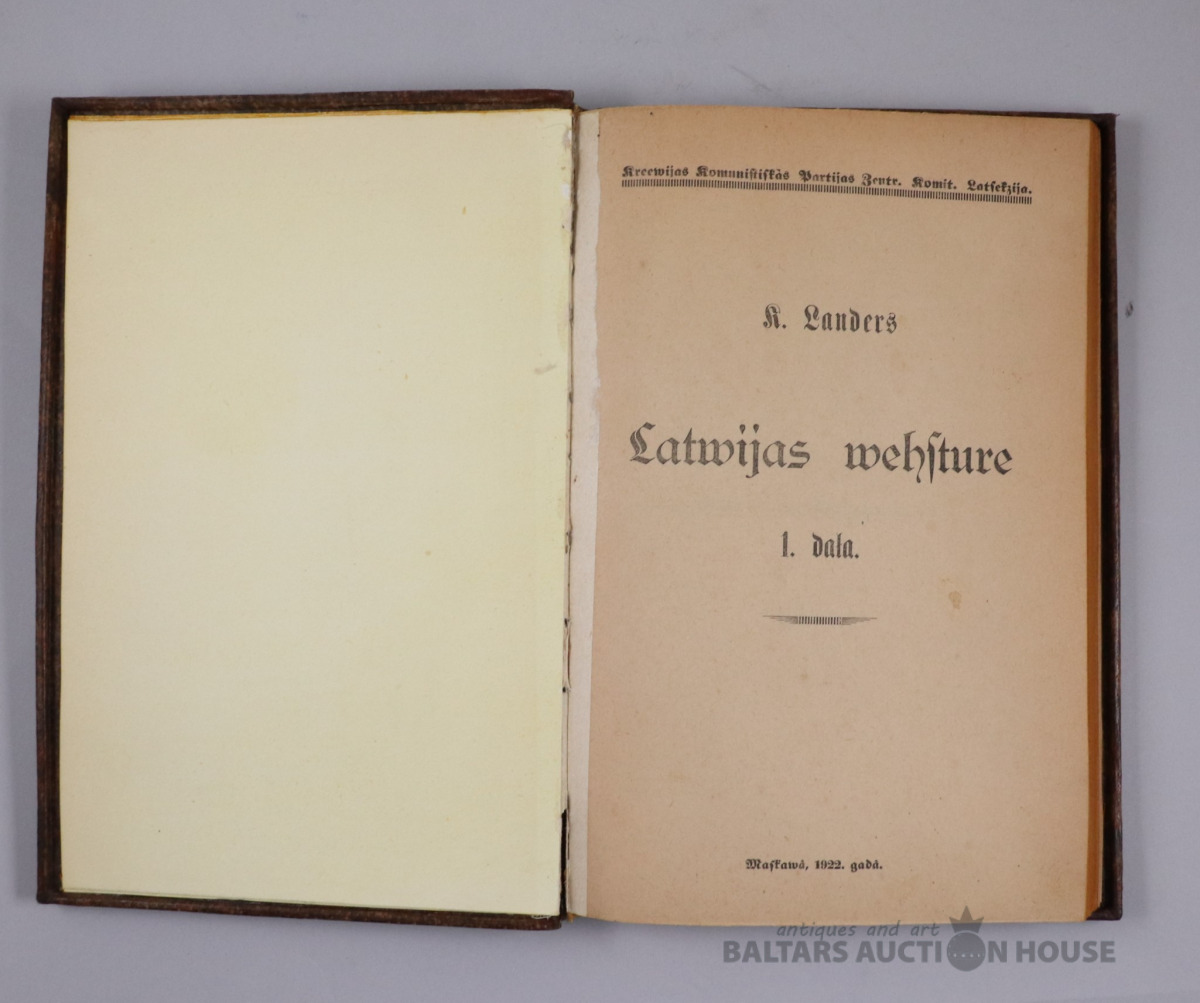 Kreewijas Komunistiſkās Partijas Zentr. Komit. Latſekzija.
K. Landers
Latwijas wehſture
1. daļa.
Maſkawā, 1922. gadā.
antiques and art
BALTARS AUCTION HOUSE